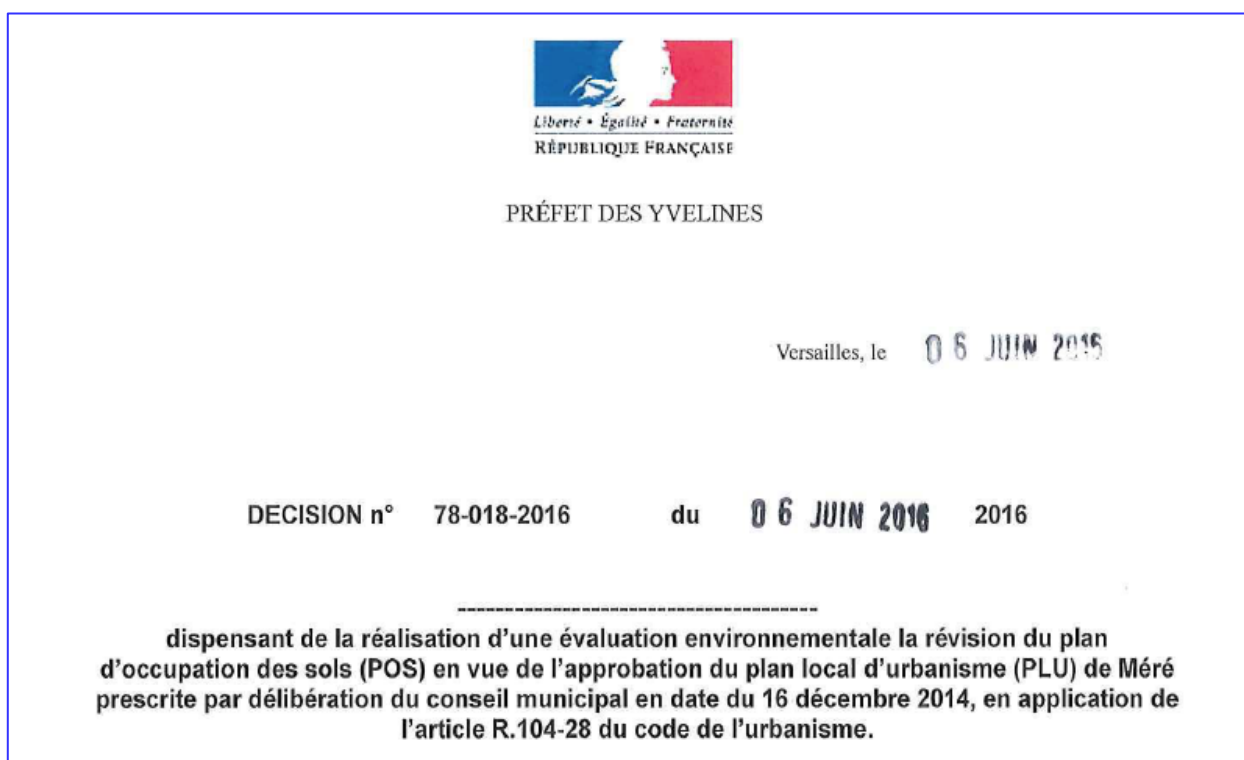 Liberté • Égalité • Fraternité
RÉPUBLIQUE FRANÇAISE
PRÉFET DES YVELINES
Versailles, le 06 JUIN 2016
DECISION n° 78-018-2016 du 06 JUIN 2016 2016
------------------------------------
dispensant de la réalisation d'une évaluation environnementale la révision du plan
d'occupation des sols (POS) en vue de l'approbation du plan local d'urbanisme (PLU) de Méré
prescrite par délibération du conseil municipal en date du 16 décembre 2014, en application de
l'article R.104-28 du code de l'urbanisme.